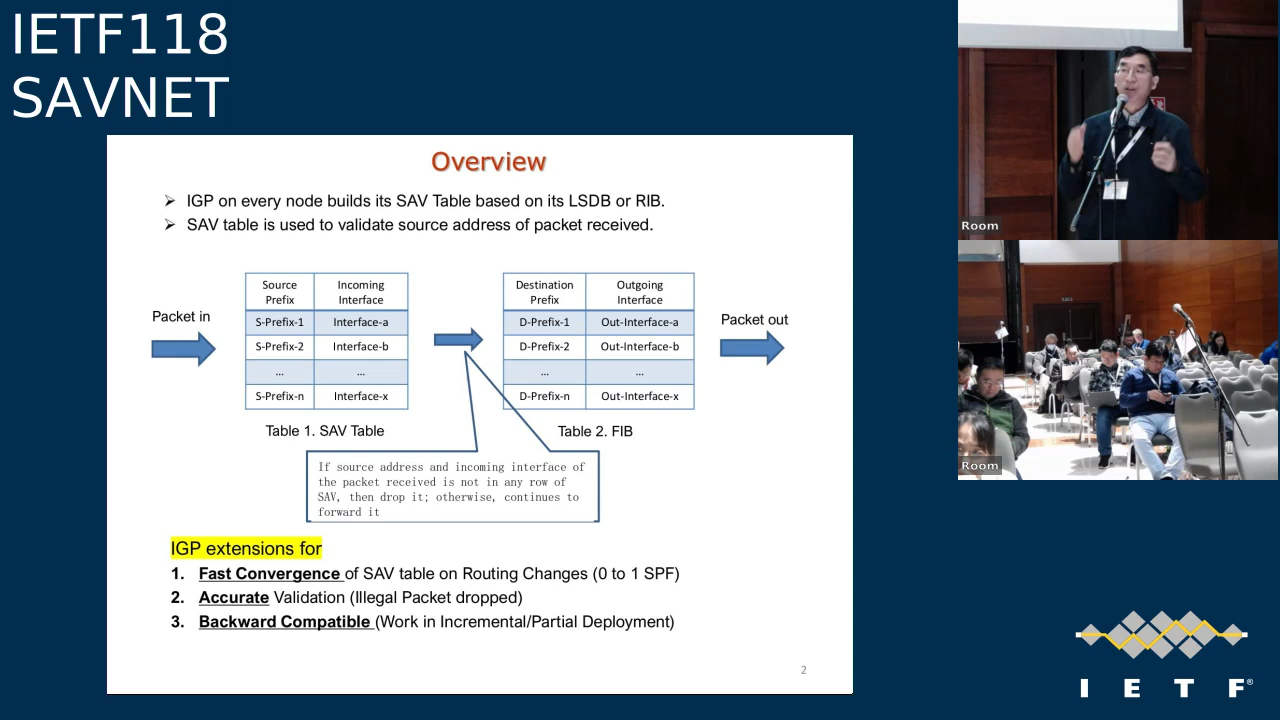 IETF118
SAVNET
Overview
➢ IGP on every node builds its SAV Table based on its LSDB or RIB.
➢ SAV table is used to validate source address of packet received.
Packet in
Source Prefix | Incoming Interface
S-Prefix-1 | Interface-a
S-Prefix-2 | Interface-b
... | ...
S-Prefix-n | Interface-x
Table 1. SAV Table
Destination Prefix | Outgoing Interface
D-Prefix-1 | Out-Interface-a
D-Prefix-2 | Out-Interface-b
... | ...
D-Prefix-n | Out-Interface-x
Table 2. FIB
Packet out
If source address and incoming interface of
the packet received is not in any row of
SAV, then drop it; otherwise, continues to
forward it
IGP extensions for
1. Fast Convergence of SAV table on Routing Changes (0 to 1 SPF)
2. Accurate Validation (Illegal Packet dropped)
3. Backward Compatible (Work in Incremental/Partial Deployment)
2
Room
Room
I E T F®